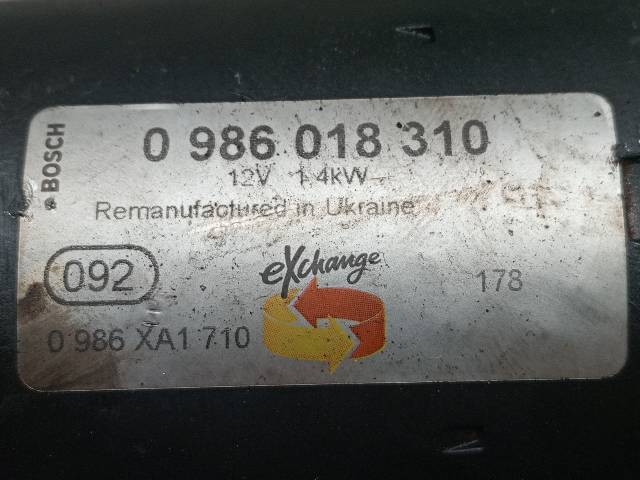 BOSCH
0 986 018 310
12V 1.4kW
Remanufactured in Ukraine
092
eXchange
178
0 986 XA1 710